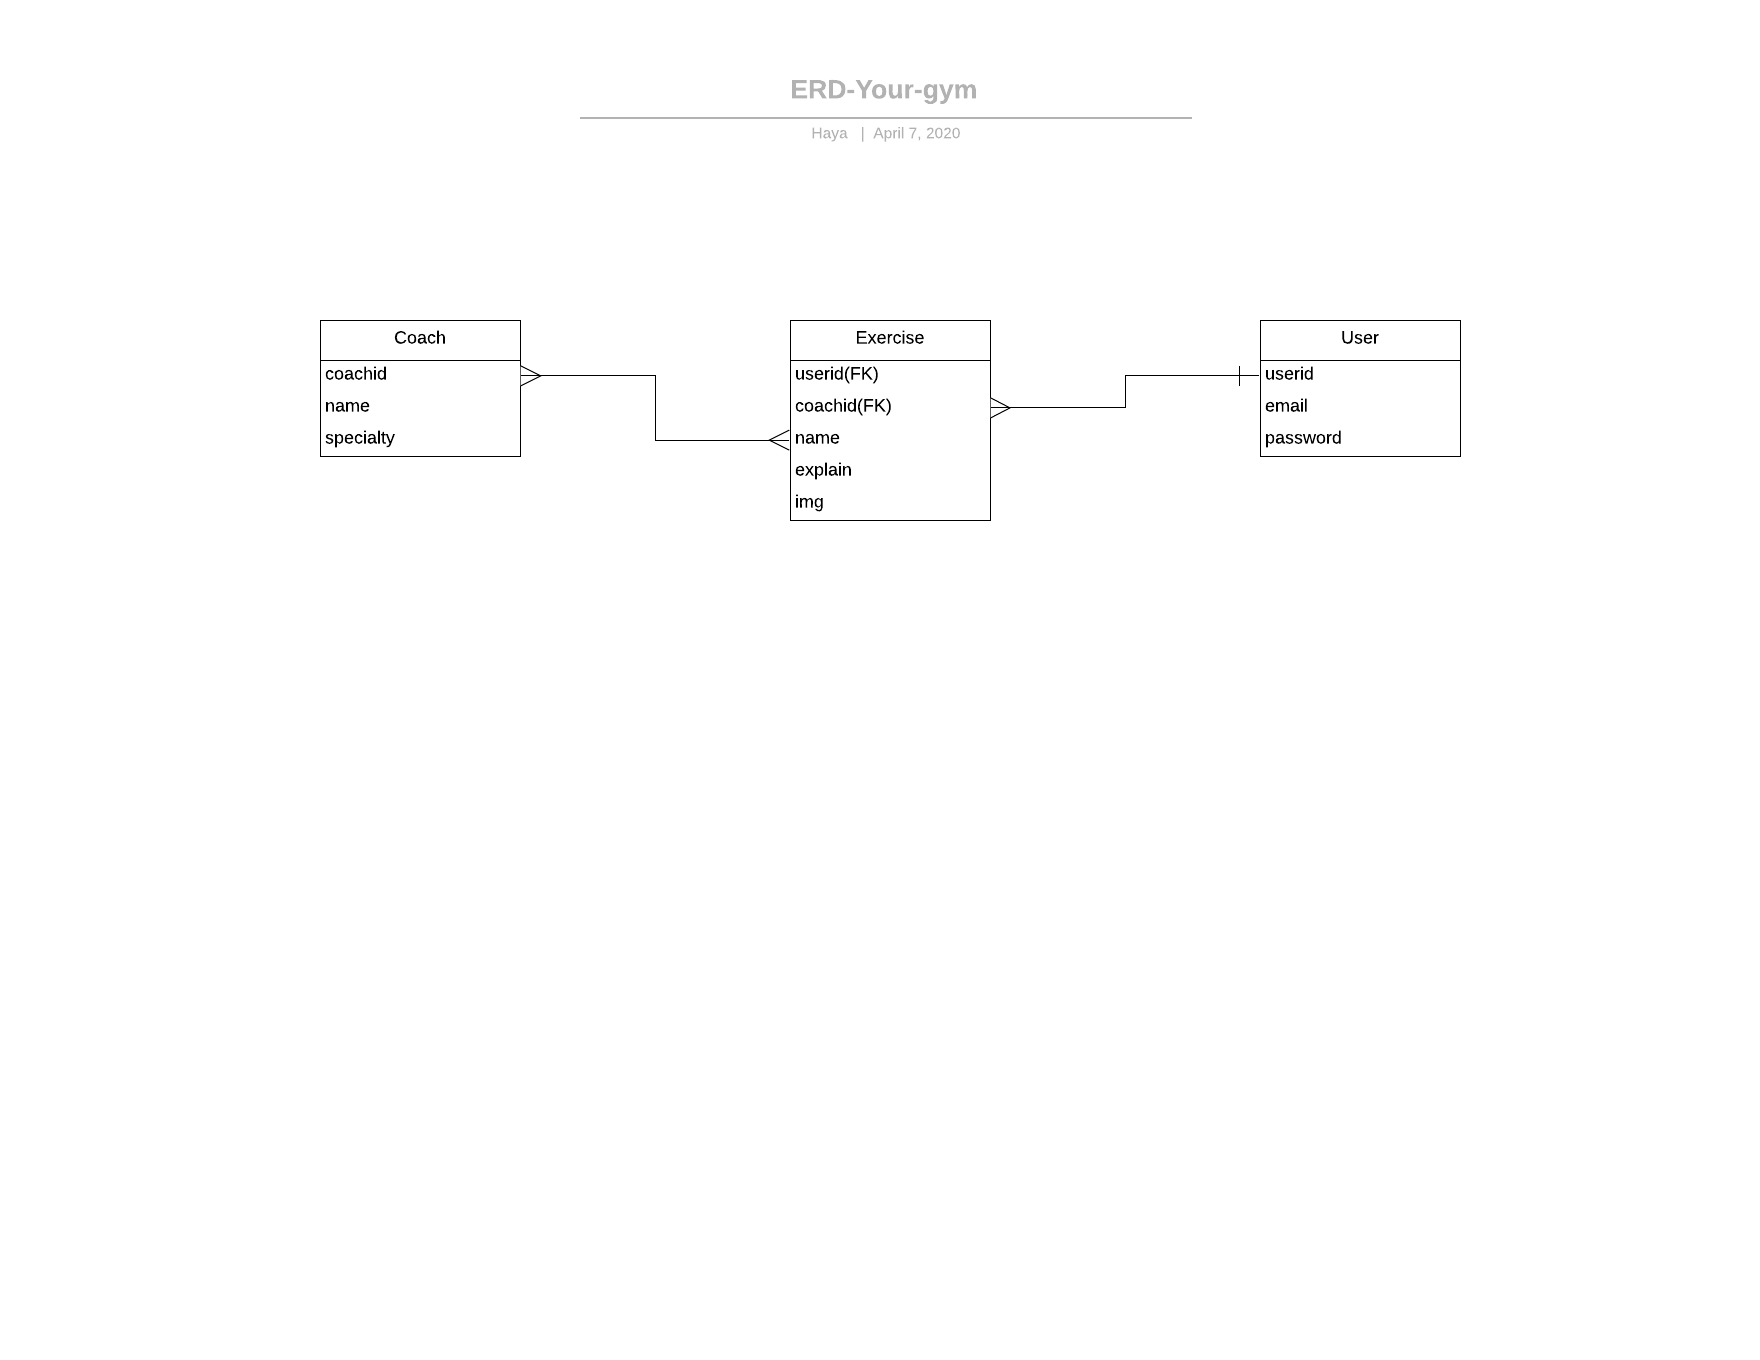 ERD-Your-gym
Haya | April 7, 2020
Coach
coachid
name
specialty
Exercise
userid(FK)
coachid(FK)
name
explain
img
User
userid
email
password